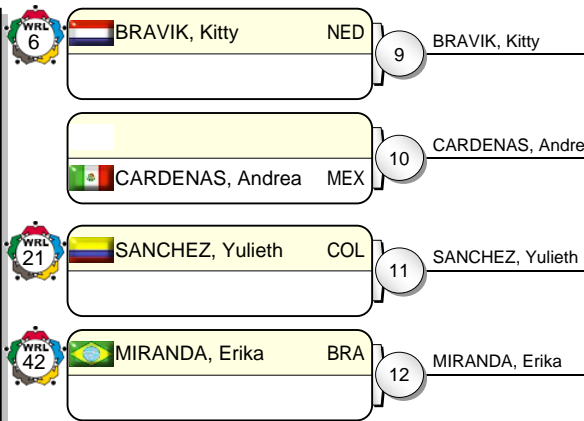 WRL
6
BRAVIK, Kitty NED
9
BRAVIK, Kitty
CARDENAS, Andrea MEX
10
CARDENAS, Andre
WRL
21
SANCHEZ, Yulieth COL
11
SANCHEZ, Yulieth
WRL
42
MIRANDA, Erika BRA
12
MIRANDA, Erika